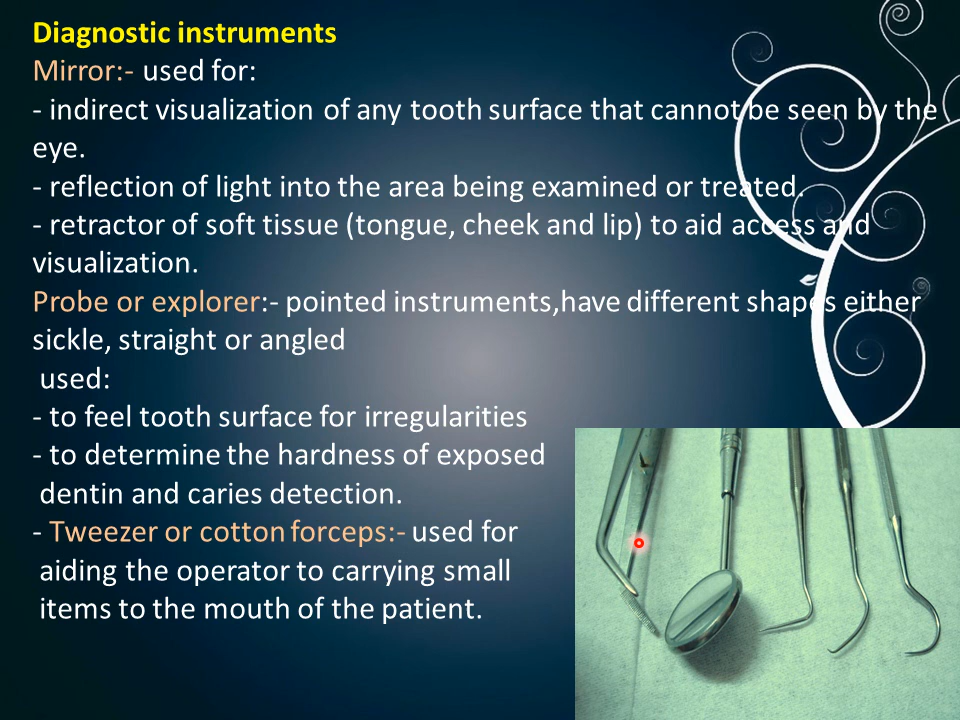 Diagnostic instruments
Mirror:- used for:
- indirect visualization of any tooth surface that cannot be seen by the
eye.
- reflection of light into the area being examined or treated.
- retractor of soft tissue (tongue, cheek and lip) to aid access and
visualization.
Probe or explorer:- pointed instruments,have different shapes either
sickle, straight or angled
used:
- to feel tooth surface for irregularities
- to determine the hardness of exposed
dentin and caries detection.
- Tweezer or cotton forceps:- used for
aiding the operator to carrying small
items to the mouth of the patient.